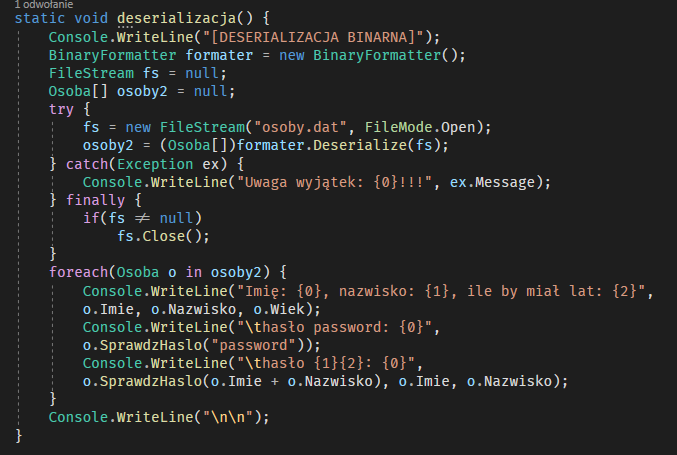 1 odwołanie
static void deserializacja() {
Console.WriteLine("[DESERIALIZACJA BINARNA]");
BinaryFormatter formater = new BinaryFormatter();
FileStream fs = null;
Osoba[] osoby2 = null;
try {
fs = new FileStream("osoby.dat", FileMode.Open);
osoby2 = (Osoba[])formater.Deserialize(fs);
} catch(Exception ex) {
Console.WriteLine("Uwaga wyjątek: {0}!!!", ex.Message);
} finally {
if(fs ≠ null)
fs.Close();
}
foreach(Osoba o in osoby2) {
Console.WriteLine("Imię: {0}, nazwisko: {1}, ile by miał lat: {2}",
o.Imie, o.Nazwisko, o.Wiek);
Console.WriteLine("\thasło password: {0}",
o.SprawdzHaslo("password"));
Console.WriteLine("\thasło {1}{2}: {0}",
o.SprawdzHaslo(o.Imie + o.Nazwisko), o.Imie, o.Nazwisko);
}
Console.WriteLine("\n\n");
}